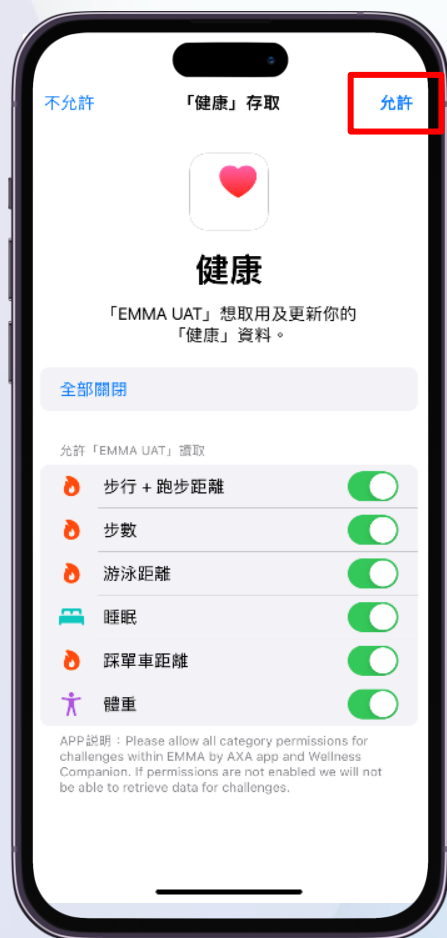 不允許 「健康」存取 允許
健康
「EMMA UAT」想取用及更新你的
「健康」資料。
全部關閉
允許「EMMA UAT」讀取
步行 + 跑步距離
步數
游泳距離
睡眠
踩單車距離
體重
APP説明：Please allow all category permissions for
challenges within EMMA by AXA app and Wellness
Companion. If permissions are not enabled we will not
be able to retrieve data for challenges.